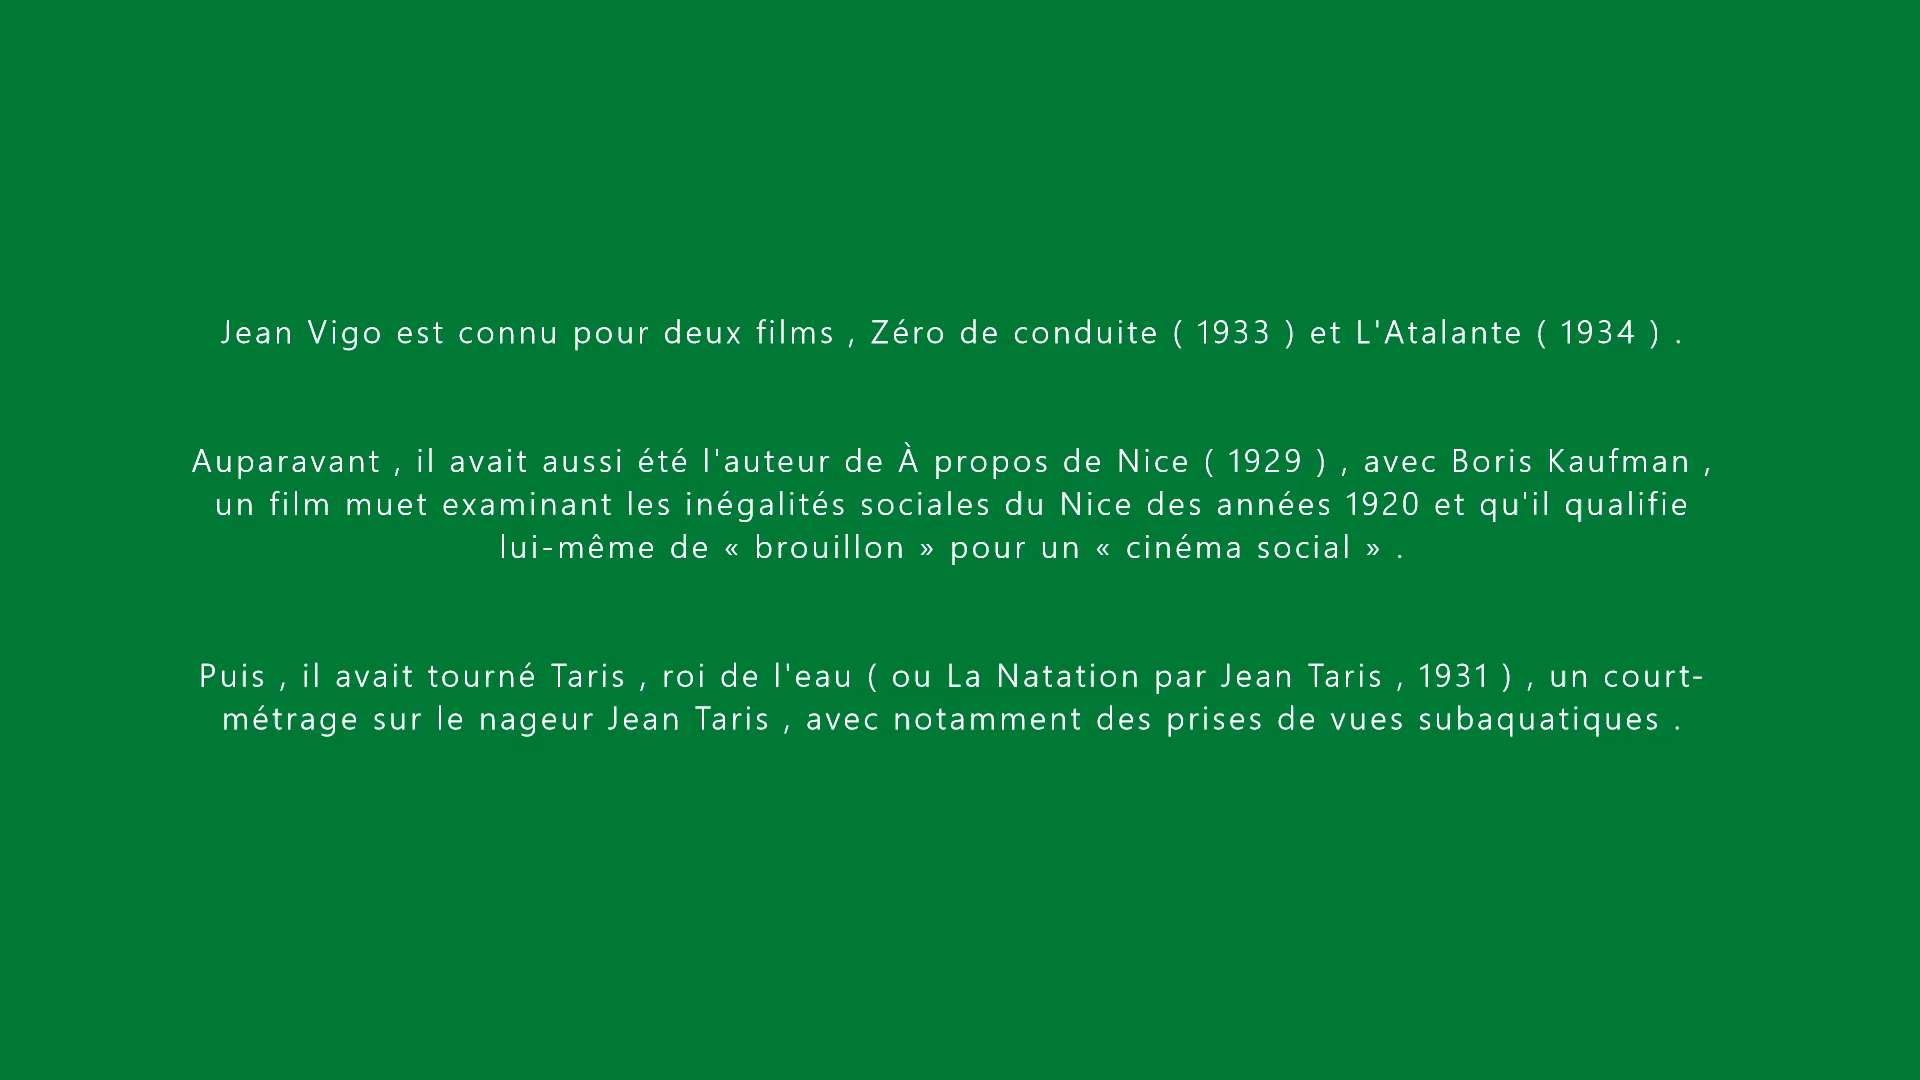 Jean Vigo est connu pour deux films , Zéro de conduite ( 1933 ) et L'Atalante ( 1934 ) .
Auparavant , il avait aussi été l'auteur de À propos de Nice ( 1929 ) , avec Boris Kaufman ,
un film muet examinant les inégalités sociales du Nice des années 1920 et qu'il qualifie
lui-même de « brouillon » pour un « cinéma social » .
Puis , il avait tourné Taris , roi de l'eau ( ou La Natation par Jean Taris , 1931 ) , un court-
métrage sur le nageur Jean Taris , avec notamment des prises de vues subaquatiques .